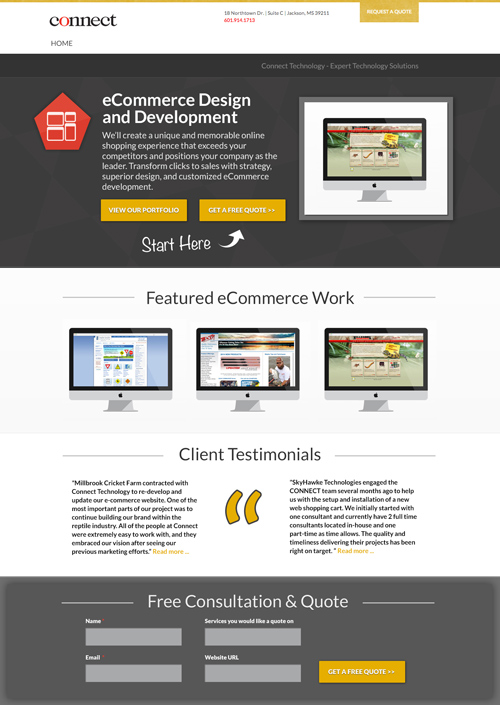 connect
18 Northtown Dr. | Suite C | Jackson, MS 39211
601.914.1713
REQUEST A QUOTE
HOME
Connect Technology - Expert Technology Solutions
eCommerce Design
and Development
We'll create a unique and memorable online
shopping experience that exceeds your
competitors and positions your company as the
leader. Transform clicks to sales with strategy,
superior design, and customized eCommerce
development.
VIEW OUR PORTFOLIO
GET A FREE QUOTE >>
Start Here
Featured eCommerce Work
Client Testimonials
"Millbrook Cricket Farm contracted with
Connect Technology to re-develop and
update our e-commerce website. One of the
most important parts of our project was to
continue building our brand within the
reptile industry. All of the people at Connect
were extremely easy to work with, and they
embraced our vision after seeing our
previous marketing efforts." Read more ...
"SkyHawke Technologies engaged the
CONNECT team several months ago to help
us with the setup and installation of a new
web shopping cart. We initially started with
one consultant and currently have 2 full time
consultants located in-house and one
part-time as time allows. The quality and
timeliness delivering their projects has been
right on target. " Read more ...
Free Consultation & Quote
Name *
Services you would like a quote on
Email *
Website URL
GET A FREE QUOTE >>